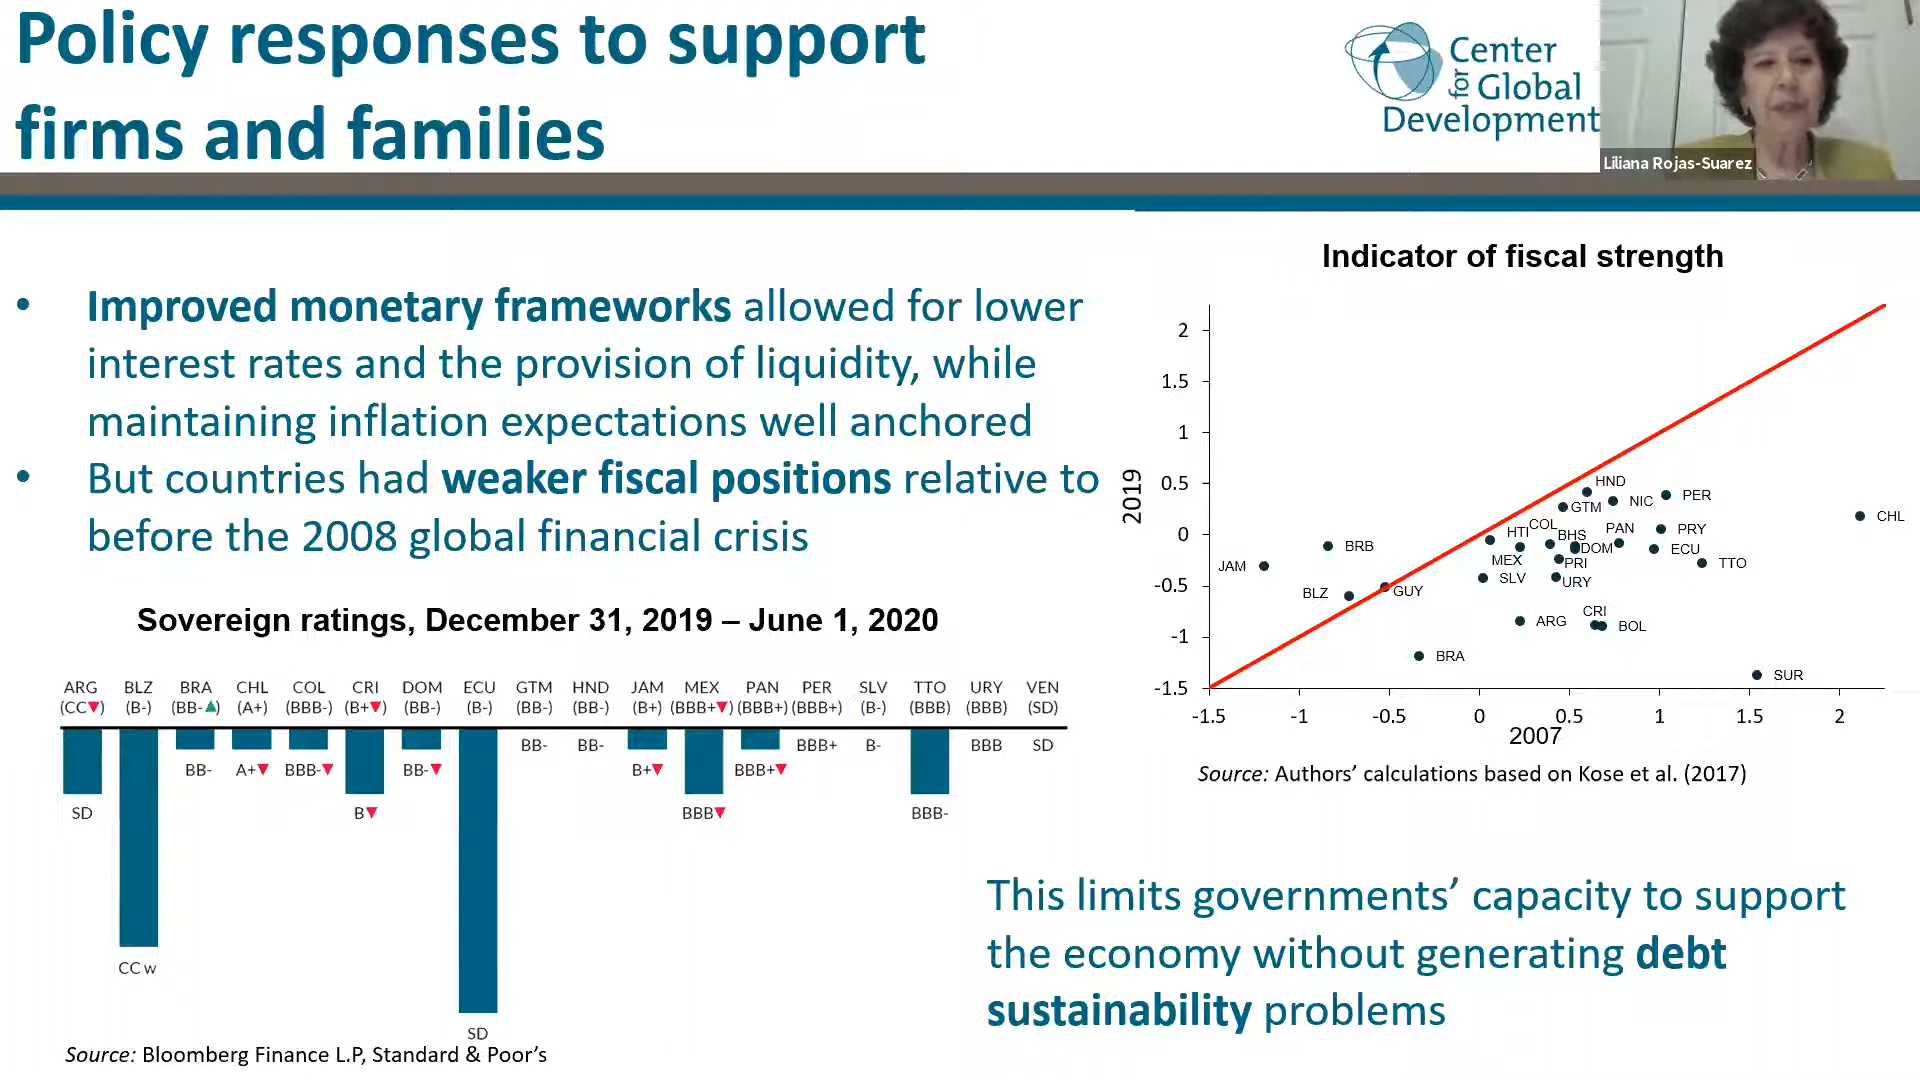 Policy responses to support
firms and families
Center
for Global
Development
Liliana Rojas-Suarez
• Improved monetary frameworks allowed for lower
interest rates and the provision of liquidity, while
maintaining inflation expectations well anchored
• But countries had weaker fiscal positions relative to
before the 2008 global financial crisis
Sovereign ratings, December 31, 2019 – June 1, 2020
ARG BLZ BRA CHL COL CRI DOM ECU GTM HND JAM MEX PAN PER SLV TTO URY VEN
(CC▼) (B-) (BB-▲) (A+) (BBB-) (B+▼) (BB-) (B-) (BB-) (BB-) (B+) (BBB+▼) (BBB+) (BBB+) (B-) (BBB) (BBB) (SD)
BB- BB- BBB+ B- BBB SD
BB- A+▼ BBB-▼ BB-▼ B+▼ BBB+▼
SD B▼ BBB▼ BBB-
CC w
SD
Source: Bloomberg Finance L.P, Standard & Poor’s
Indicator of fiscal strength
2019
2
1.5
1
0.5
0
-0.5
-1
-1.5
HND
NIC
PER
GTM
CHL
COL
HTI
BHS
PAN
PRY
BRB
DOM
ECU
JAM
MEX
PRI
TTO
SLV
URY
BLZ
GUY
CRI
ARG
BOL
BRA
SUR
-1.5 -1 -0.5 0 0.5 1 1.5 2
2007
Source: Authors’ calculations based on Kose et al. (2017)
This limits governments’ capacity to support
the economy without generating debt
sustainability problems